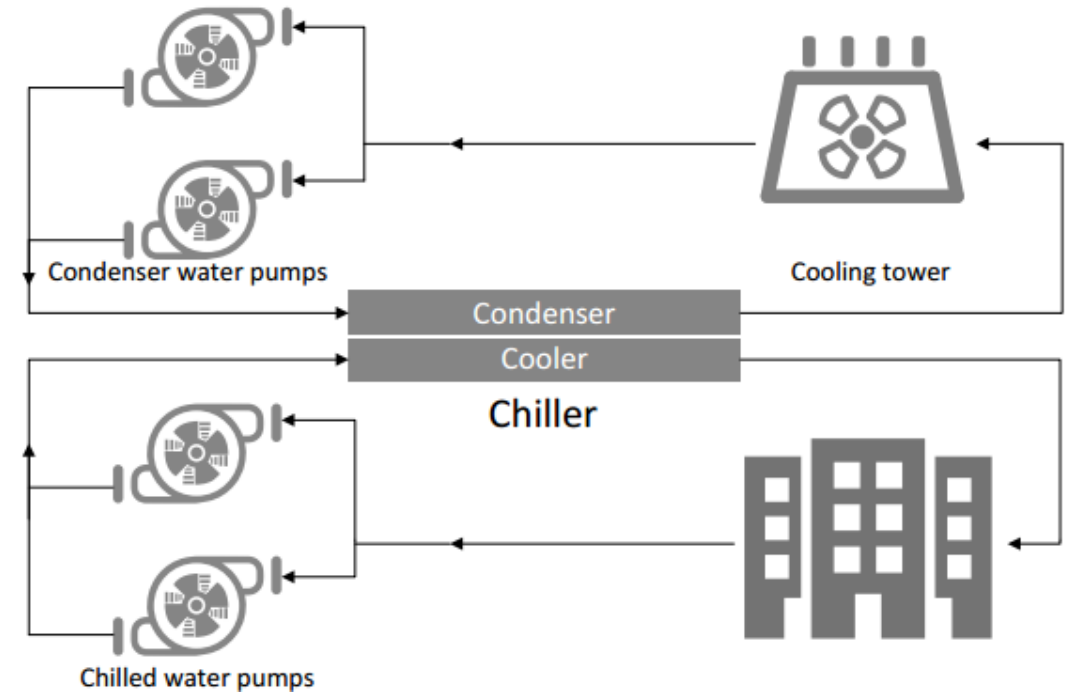 Condenser water pumps
Cooling tower
Condenser
Cooler
Chiller
Chilled water pumps